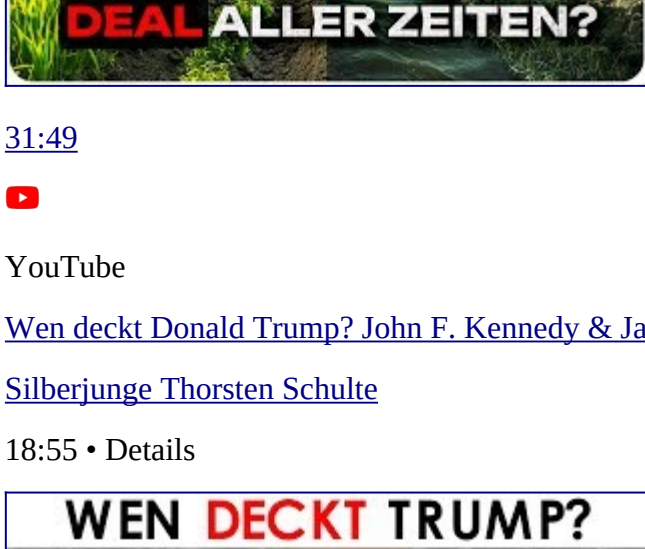 DEAL ALLER ZEITEN?
31:49
YouTube
Wen deckt Donald Trump? John F. Kennedy & Ja
Silberjunge Thorsten Schulte
18:55 • Details
WEN DECKT TRUMP?